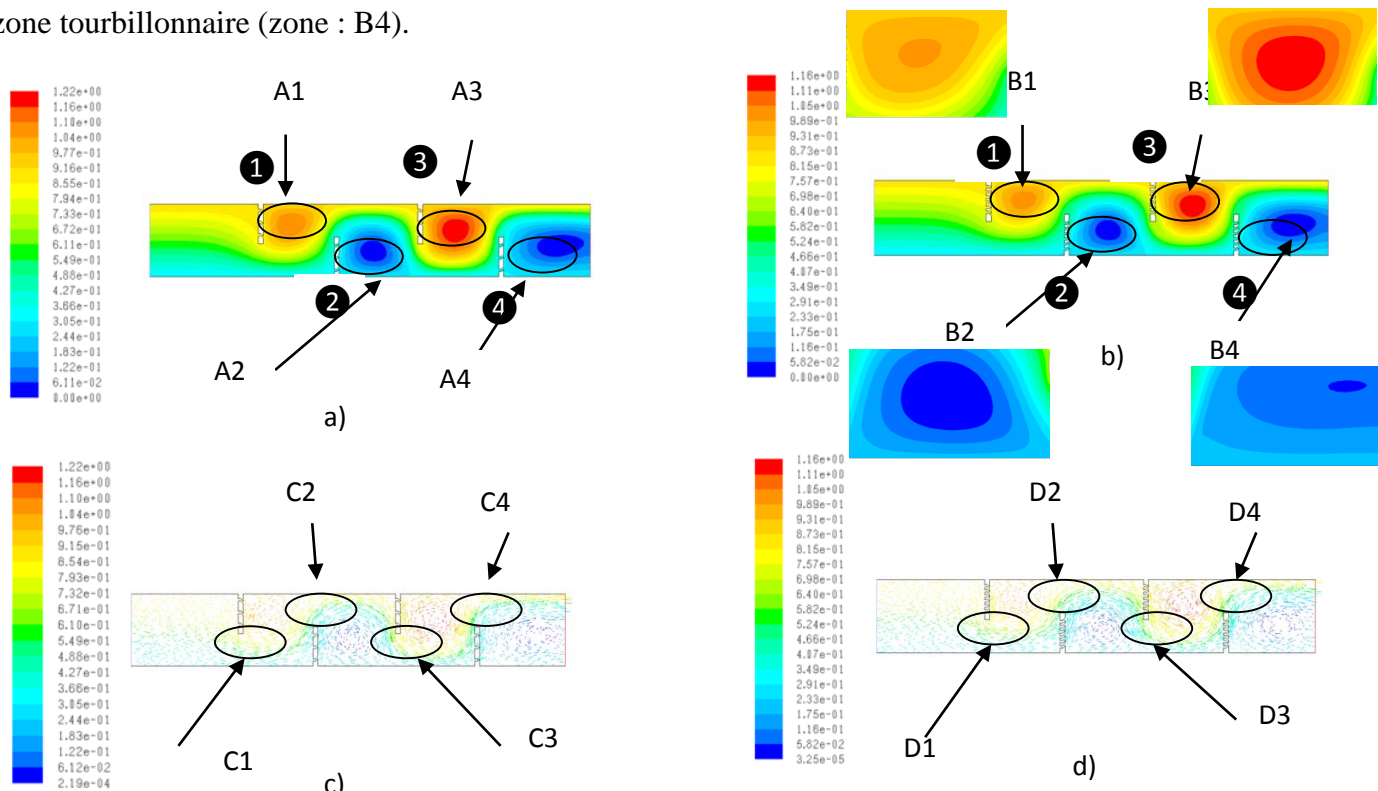 zone tourbillonnaire (zone : B4).
1.22e+00
1.16e+00
1.10e+00
1.04e+00
9.77e-01
9.16e-01
8.55e-01
7.94e-01
7.33e-01
6.72e-01
6.11e-01
5.49e-01
4.88e-01
4.27e-01
3.66e-01
3.05e-01
2.44e-01
1.83e-01
1.22e-01
6.11e-02
0.00e+00
A1
A3
1
3
2
4
A2
A4
a)
1.16e+00
1.11e+00
1.05e+00
9.89e-01
9.31e-01
8.73e-01
8.15e-01
7.57e-01
6.98e-01
6.40e-01
5.82e-01
5.24e-01
4.66e-01
4.07e-01
3.49e-01
2.91e-01
2.33e-01
1.75e-01
1.16e-01
5.82e-02
0.00e+00
B1
B3
1
3
2
4
B2
B4
b)
1.22e+00
1.16e+00
1.10e+00
1.04e+00
9.76e-01
9.15e-01
8.54e-01
7.93e-01
7.32e-01
6.71e-01
6.10e-01
5.49e-01
4.88e-01
4.27e-01
3.66e-01
3.05e-01
2.44e-01
1.83e-01
1.22e-01
6.12e-02
2.19e-04
C2
C4
C1
C3
c)
1.16e+00
1.11e+00
1.05e+00
9.89e-01
9.31e-01
8.73e-01
8.15e-01
7.57e-01
6.98e-01
6.40e-01
5.82e-01
5.24e-01
4.66e-01
4.07e-01
3.49e-01
2.91e-01
2.33e-01
1.75e-01
1.16e-01
5.82e-02
3.25e-05
D2
D4
D1
D3
d)